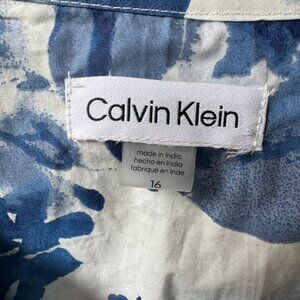 Calvin Klein
made in India
hecho en India
fabriqué en Inde
16